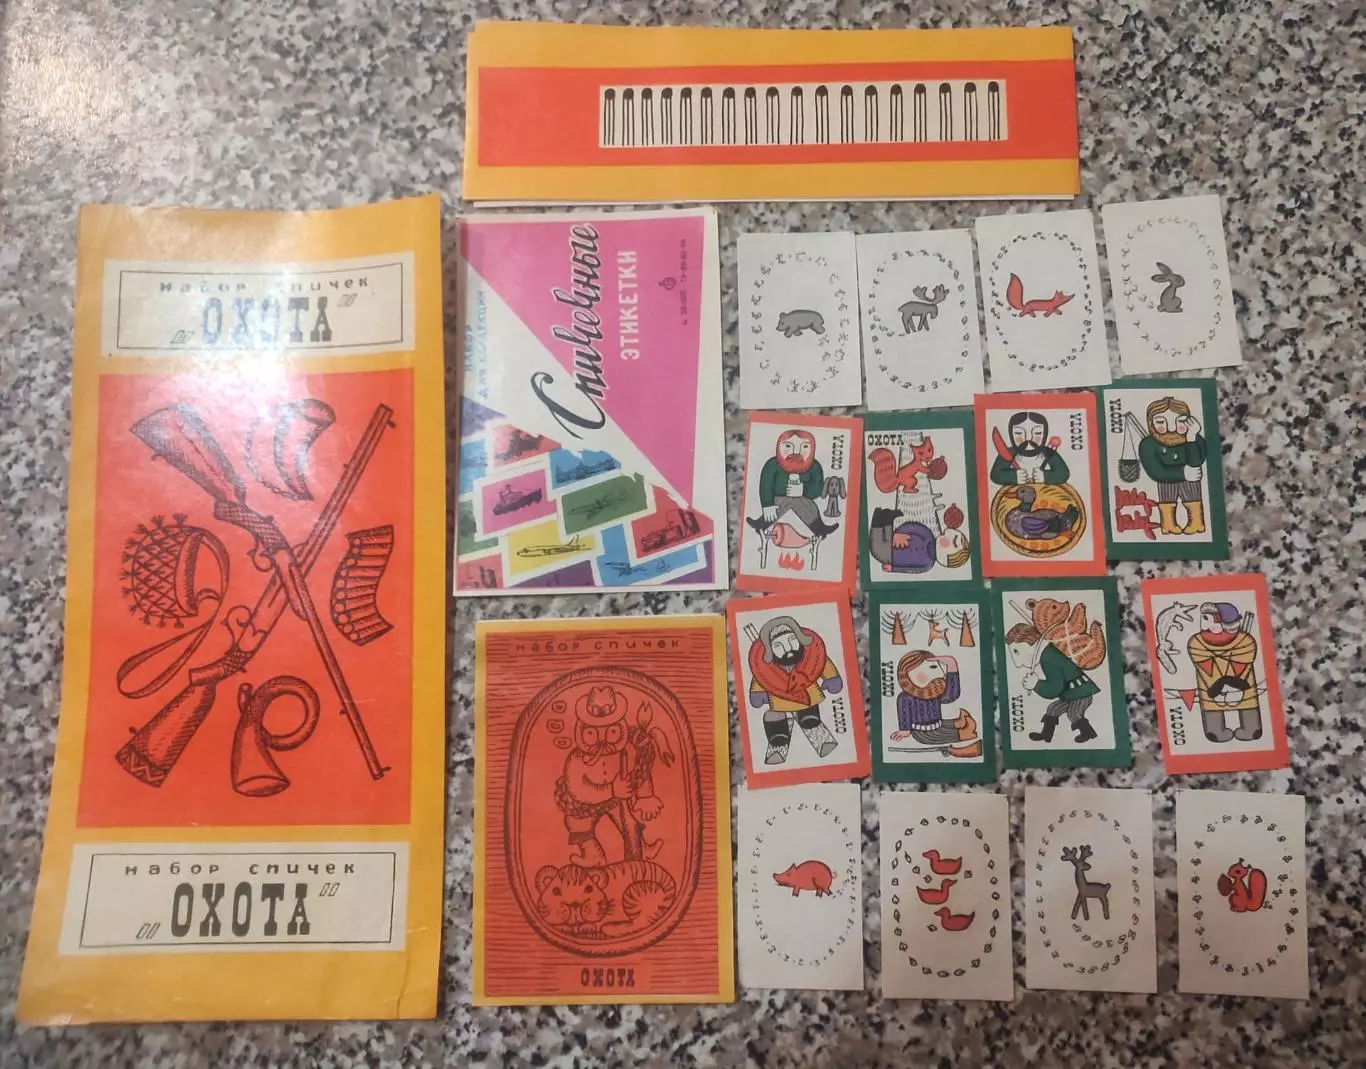 набор спичек
"ОХОТА"
набор спичек
"ОХОТА"
НАБОР
ДЛЯ КОЛЛЕКЦИИ
Спичечные
ЭТИКЕТКИ
набор спичек
ОХОТА
ОХОТА
ОХОТА
ОХОТА
ОХОТА
ОХОТА
ОХОТА
ОХОТА
ОХОТА